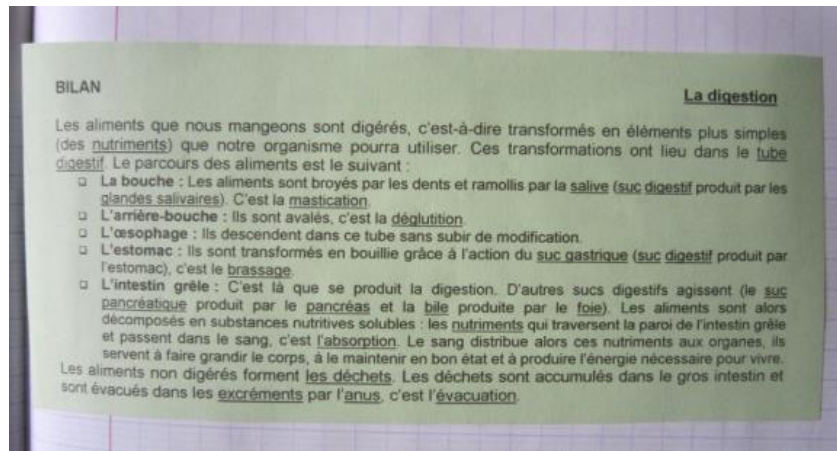 BILAN
La digestion
Les aliments que nous mangeons sont digérés, c'est-à-dire transformés en éléments plus simples
(des nutriments) que notre organisme pourra utiliser. Ces transformations ont lieu dans le tube
digestif. Le parcours des aliments est le suivant :
❑ La bouche : Les aliments sont broyés par les dents et ramollis par la salive (suc digestif produit par les
glandes salivaires). C'est la mastication.
❑ L'arrière-bouche : Ils sont avalés, c'est la déglutition.
❑ L'œsophage : Ils descendent dans ce tube sans subir de modification.
❑ L'estomac : Ils sont transformés en bouillie grâce à l'action du suc gastrique (suc digestif produit par
l'estomac), c'est le brassage.
❑ L'intestin grêle : C'est là que se produit la digestion. D'autres sucs digestifs agissent (le suc
pancréatique produit par le pancréas et la bile produite par le foie). Les aliments sont alors
décomposés en substances nutritives solubles : les nutriments qui traversent la paroi de l'intestin grêle
et passent dans le sang, c'est l'absorption. Le sang distribue alors ces nutriments aux organes, ils
servent à faire grandir le corps, à le maintenir en bon état et à produire l'énergie nécessaire pour vivre.
Les aliments non digérés forment les déchets. Les déchets sont accumulés dans le gros intestin et
sont évacués dans les excréments par l'anus, c'est l'évacuation.